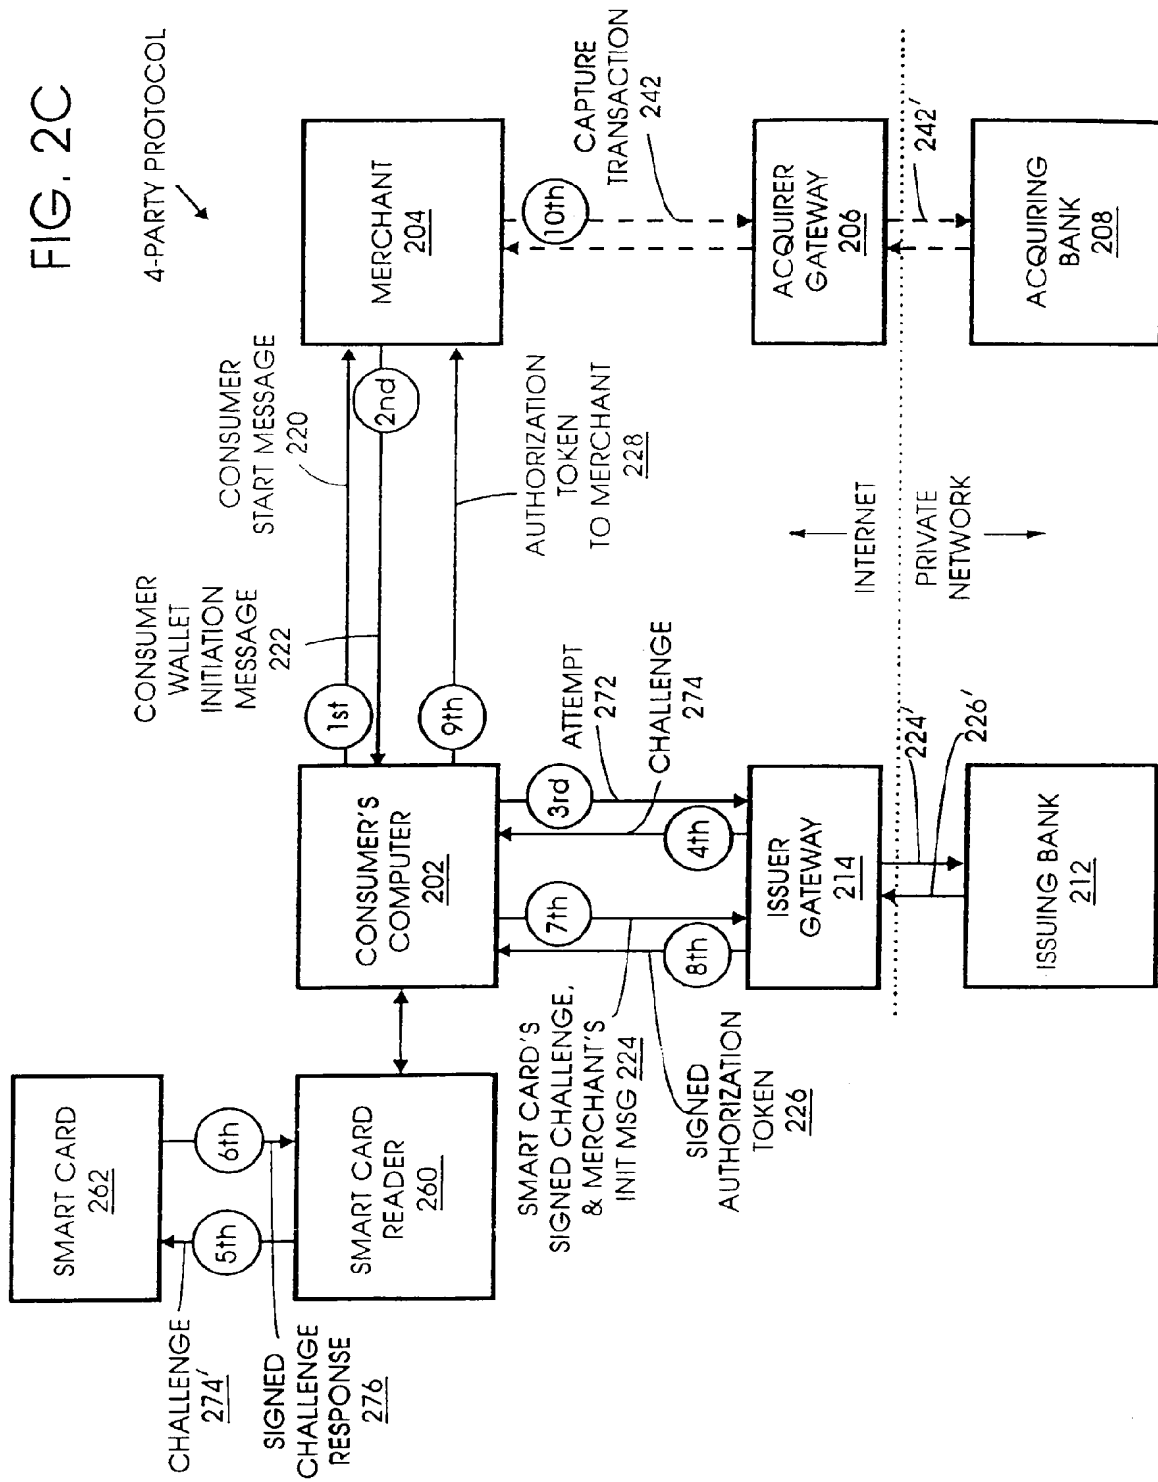 FIG. 2C
4-PARTY PROTOCOL
SMART CARD
262
5th
6th
CHALLENGE
274'
SIGNED
CHALLENGE
RESPONSE
276
SMART CARD
READER
260
CONSUMER'S
COMPUTER
202
CONSUMER
WALLET
INITIATION
MESSAGE
222
CONSUMER
START MESSAGE
220
1st
2nd
9th
AUTHORIZATION
TOKEN
TO MERCHANT
228
MERCHANT
204
10th
CAPTURE
TRANSACTION
242
SMART CARD'S
SIGNED CHALLENGE,
& MERCHANT'S
INIT MSG 224
SIGNED
AUTHORIZATION
TOKEN
226
7th
8th
3rd
4th
ATTEMPT
272
CHALLENGE
274
ISSUER
GATEWAY
214
ACQUIRER
GATEWAY
206
INTERNET
PRIVATE
NETWORK
224'
226'
242'
ISSUING BANK
212
ACQUIRING
BANK
208